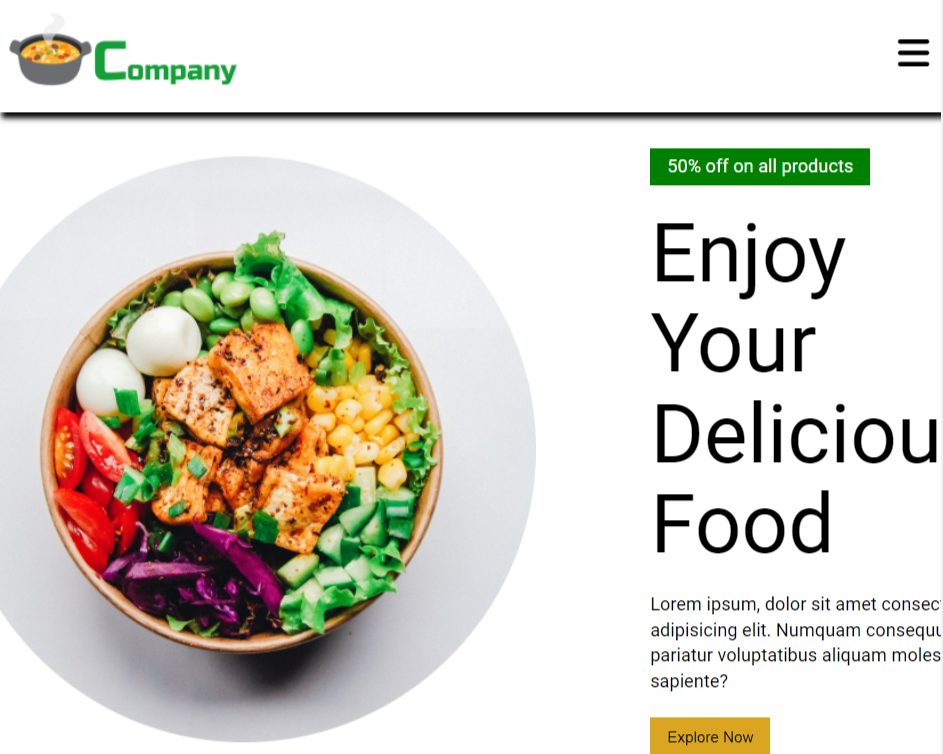 Company
50% off on all products
Enjoy
Your
Deliciou
Food
Lorem ipsum, dolor sit amet consec
adipisicing elit. Numquam consequu
pariatur voluptatibus aliquam moles
sapiente?
Explore Now